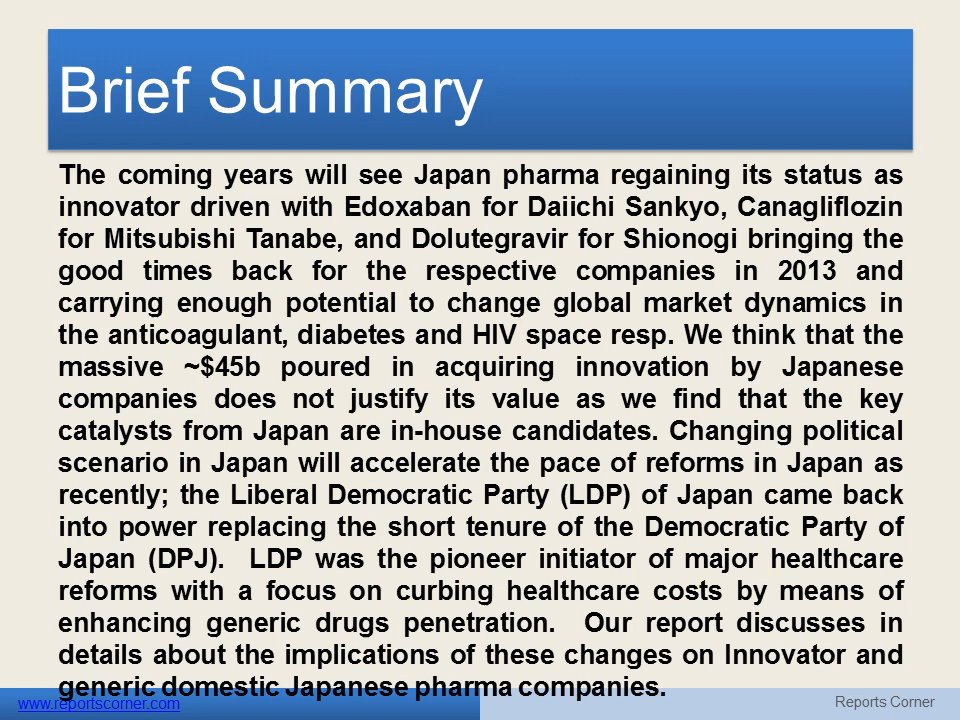 Brief Summary
The coming years will see Japan pharma regaining its status as
innovator driven with Edoxaban for Daiichi Sankyo, Canagliflozin
for Mitsubishi Tanabe, and Dolutegravir for Shionogi bringing the
good times back for the respective companies in 2013 and
carrying enough potential to change global market dynamics in
the anticoagulant, diabetes and HIV space resp. We think that the
massive ~$45b poured in acquiring innovation by Japanese
companies does not justify its value as we find that the key
catalysts from Japan are in-house candidates. Changing political
scenario in Japan will accelerate the pace of reforms in Japan as
recently; the Liberal Democratic Party (LDP) of Japan came back
into power replacing the short tenure of the Democratic Party of
Japan (DPJ).  LDP was the pioneer initiator of major healthcare
reforms with a focus on curbing healthcare costs by means of
enhancing generic drugs penetration.  Our report discusses in
details about the implications of these changes on Innovator and
generic domestic Japanese pharma companies.
www.reportscorner.com
Reports Corner